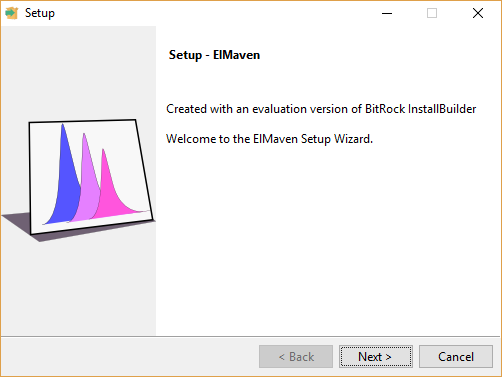 Setup
Setup - ElMaven
Created with an evaluation version of BitRock InstallBuilder
Welcome to the ElMaven Setup Wizard.
< Back
Next >
Cancel